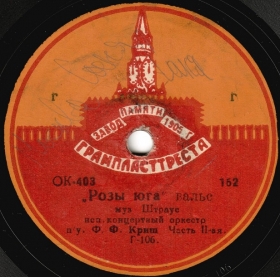 Г Г
ЗАВОД ПАМЯТИ 1905 г.
ГРАМПЛАСТТРЕСТА
ОК-403 152
„Розы юга" вальс
муз Штраус
исп концертный оркестр
п/у. Ф. Ф. Криш Часть II-ая
Г-106.